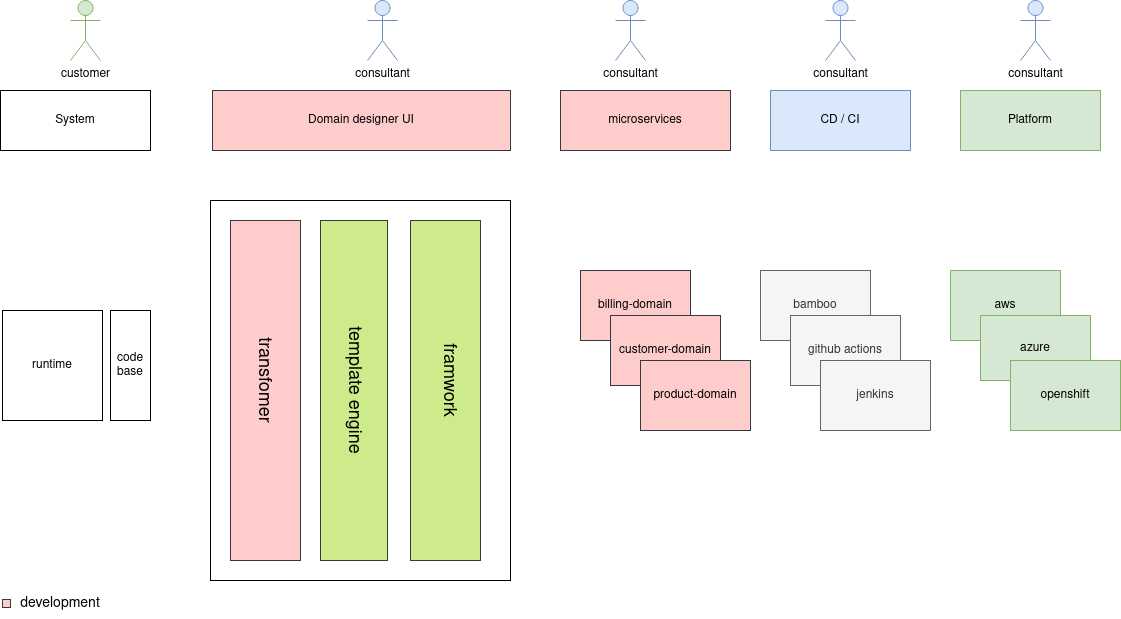 customer
consultant
consultant
consultant
consultant
System
Domain designer UI
microservices
CD / CI
Platform
runtime
code
base
transfomer
template engine
framwork
billing-domain
customer-domain
product-domain
bamboo
github actions
jenkins
aws
azure
openshift
development